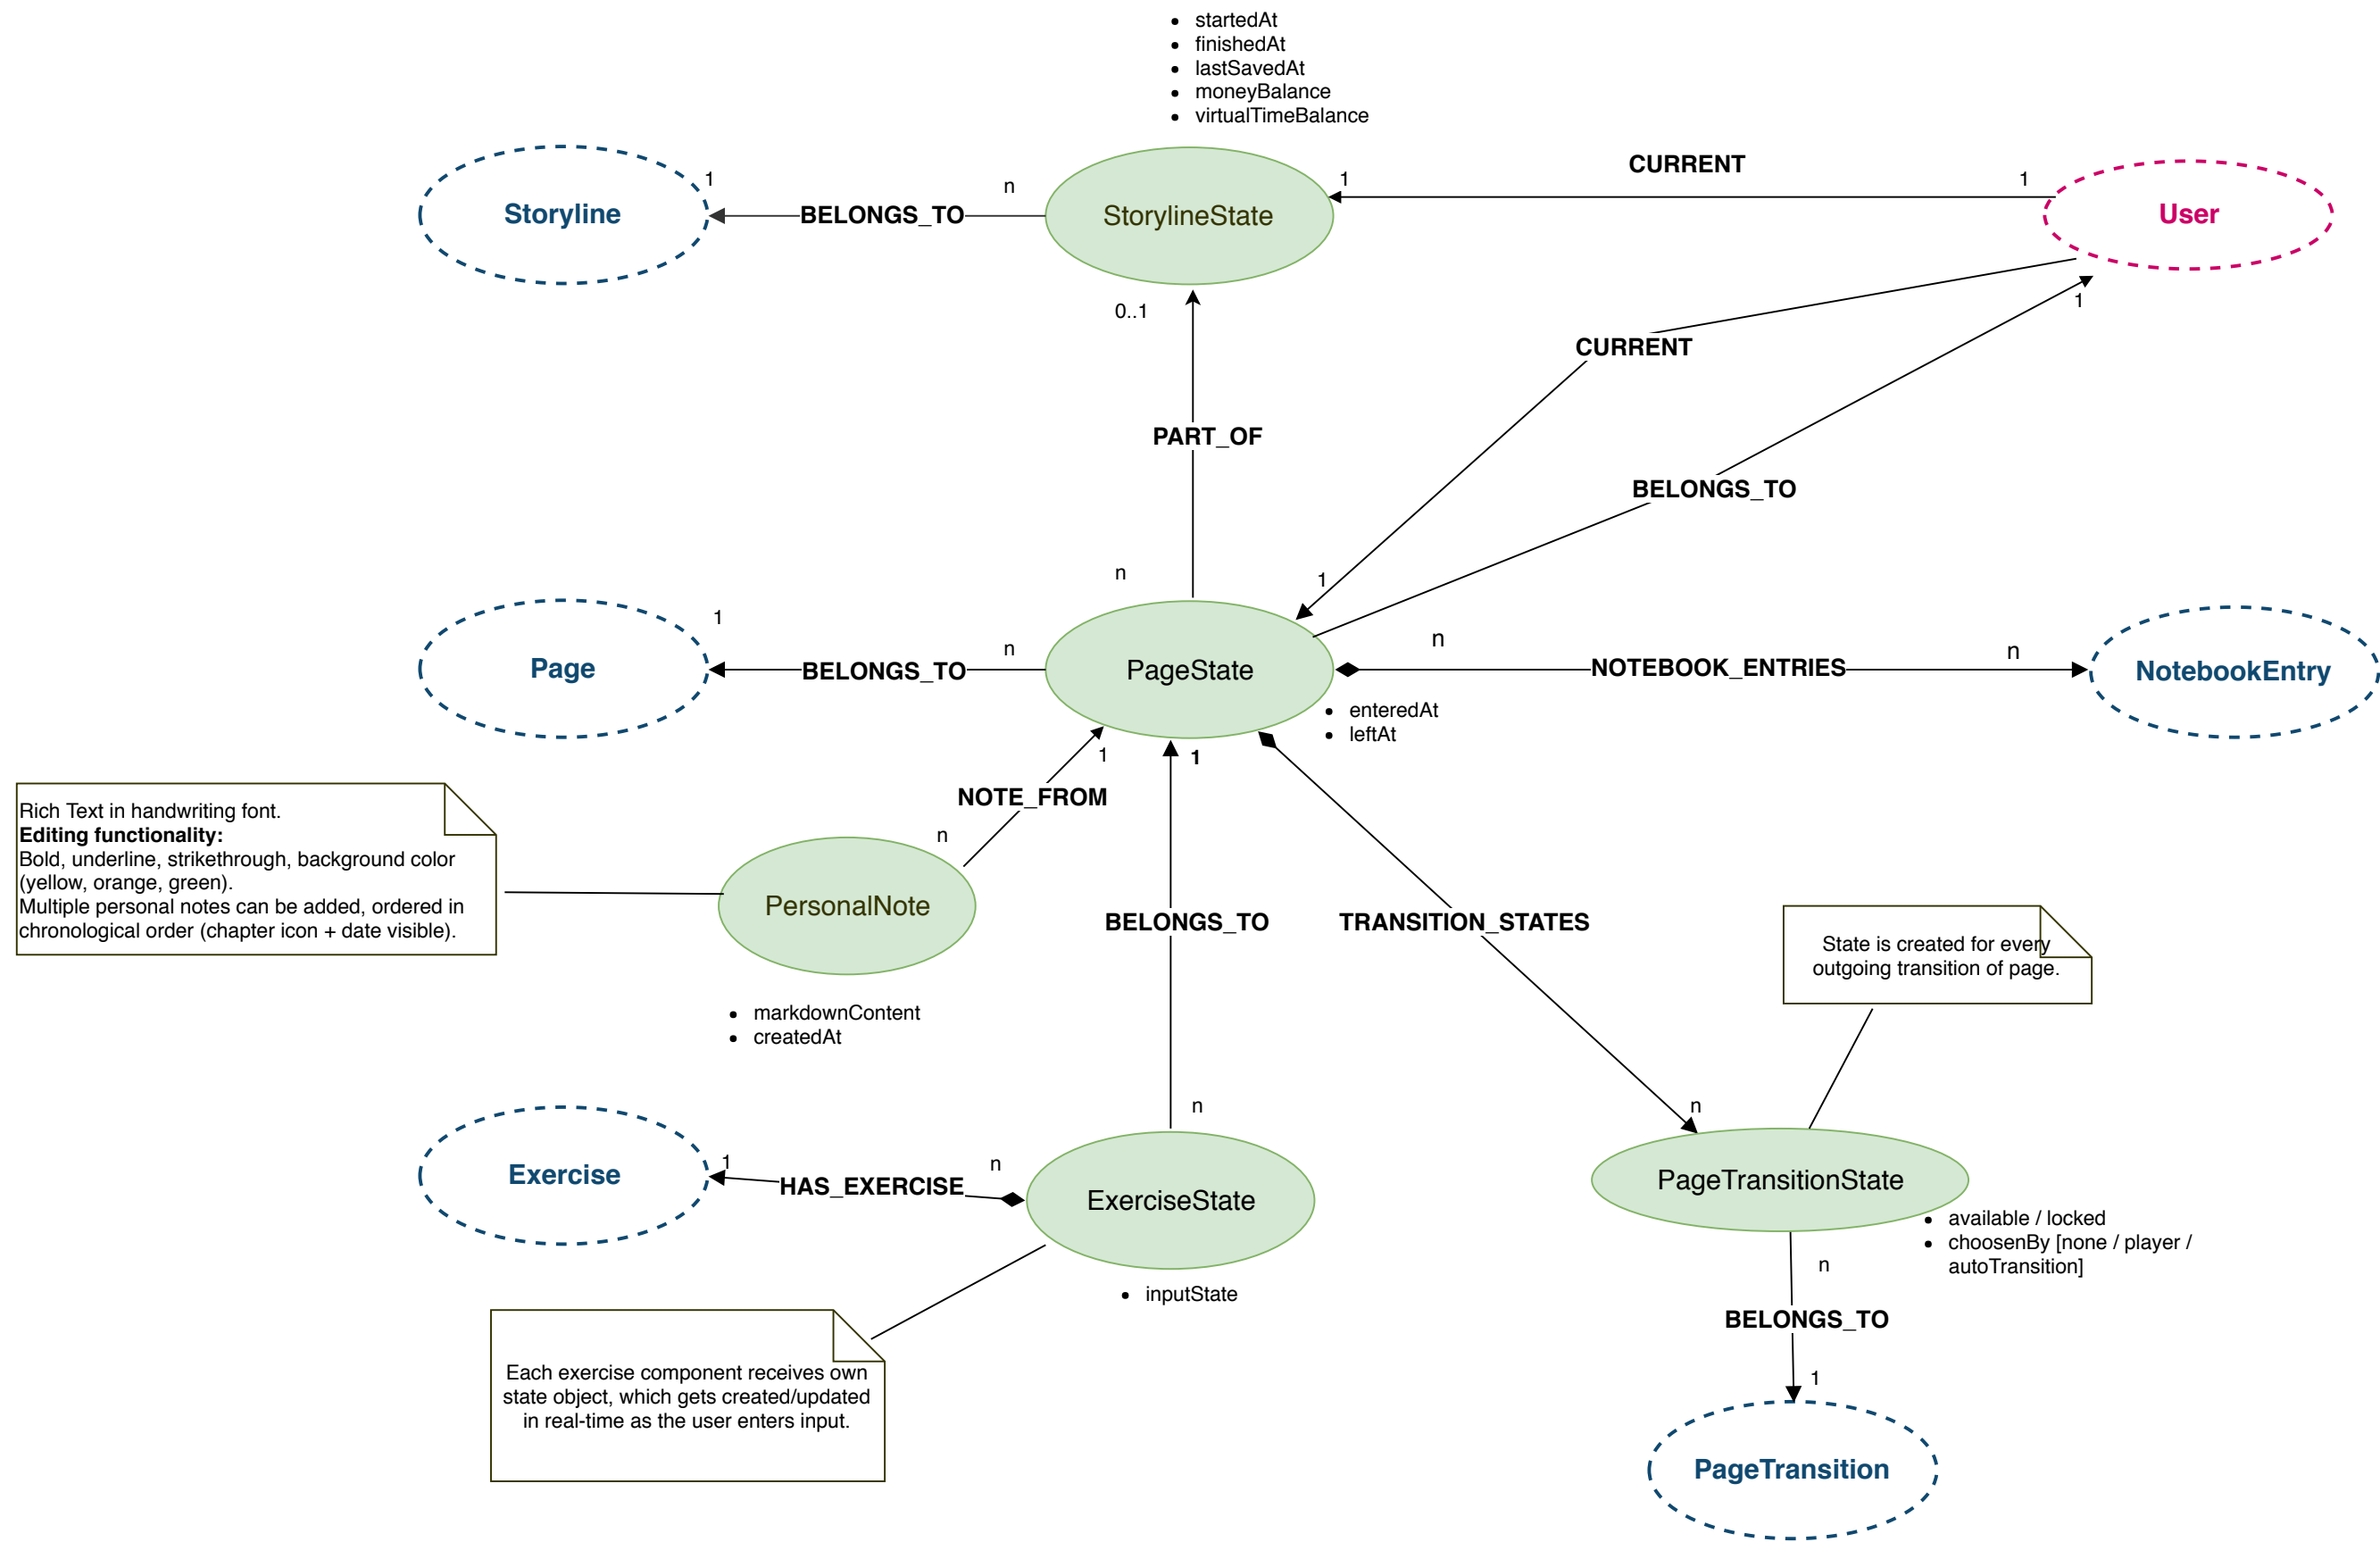 startedAt
finishedAt
lastSavedAt
moneyBalance
virtualTimeBalance
CURRENT
1
n
1
1
Storyline
BELONGS_TO
StorylineState
User
0..1
1
CURRENT
PART_OF
BELONGS_TO
n
1
1
n
n
n
Page
BELONGS_TO
PageState
NOTEBOOK_ENTRIES
NotebookEntry
enteredAt
leftAt
1
1
NOTE_FROM
n
Rich Text in handwriting font.
Editing functionality:
Bold, underline, strikethrough, background color
(yellow, orange, green).
Multiple personal notes can be added, ordered in
chronological order (chapter icon + date visible).
PersonalNote
BELONGS_TO
TRANSITION_STATES
State is created for every
outgoing transition of page.
markdownContent
createdAt
n
n
1
n
Exercise
HAS_EXERCISE
ExerciseState
PageTransitionState
available / locked
choosenBy [none / player /
autoTransition]
inputState
n
BELONGS_TO
Each exercise component receives own
state object, which gets created/updated
in real-time as the user enters input.
1
PageTransition